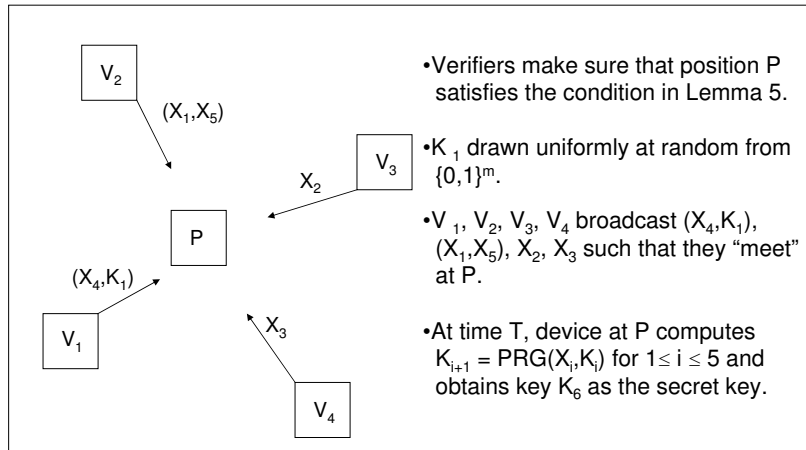 V₂
(X₁,X₅)
V₃
X₂
P
(X₄,K₁)
V₁
X₃
V₄
•Verifiers make sure that position P
satisfies the condition in Lemma 5.
•K ₁ drawn uniformly at random from
{0,1}ᵐ.
•V ₁, V₂, V₃, V₄ broadcast (X₄,K₁),
(X₁,X₅), X₂, X₃ such that they “meet”
at P.
•At time T, device at P computes
Kᵢ₊₁ = PRG(Xᵢ,Kᵢ) for 1≤ i ≤ 5 and
obtains key K₆ as the secret key.